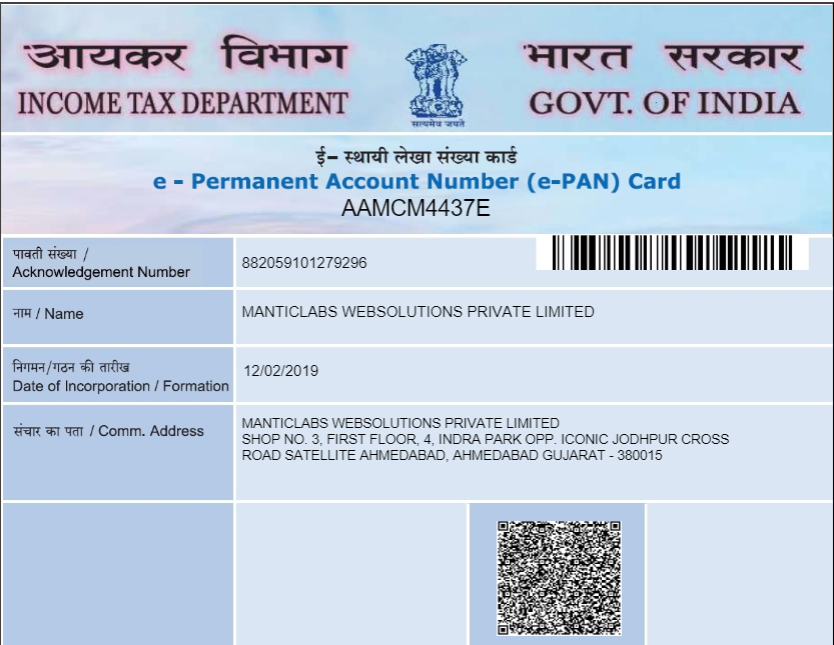 आयकर विभाग
INCOME TAX DEPARTMENT
सत्यमेव जयते
भारत सरकार
GOVT. OF INDIA
ई– स्थायी लेखा संख्या कार्ड
e - Permanent Account Number (e-PAN) Card
AAMCM4437E
पावती संख्या /
Acknowledgement Number
882059101279296
नाम / Name
MANTICLABS WEBSOLUTIONS PRIVATE LIMITED
निगमन/गठन की तारीख
Date of Incorporation / Formation
12/02/2019
संचार का पता / Comm. Address
MANTICLABS WEBSOLUTIONS PRIVATE LIMITED
SHOP NO. 3, FIRST FLOOR, 4, INDRA PARK OPP. ICONIC JODHPUR CROSS
ROAD SATELLITE AHMEDABAD, AHMEDABAD GUJARAT - 380015